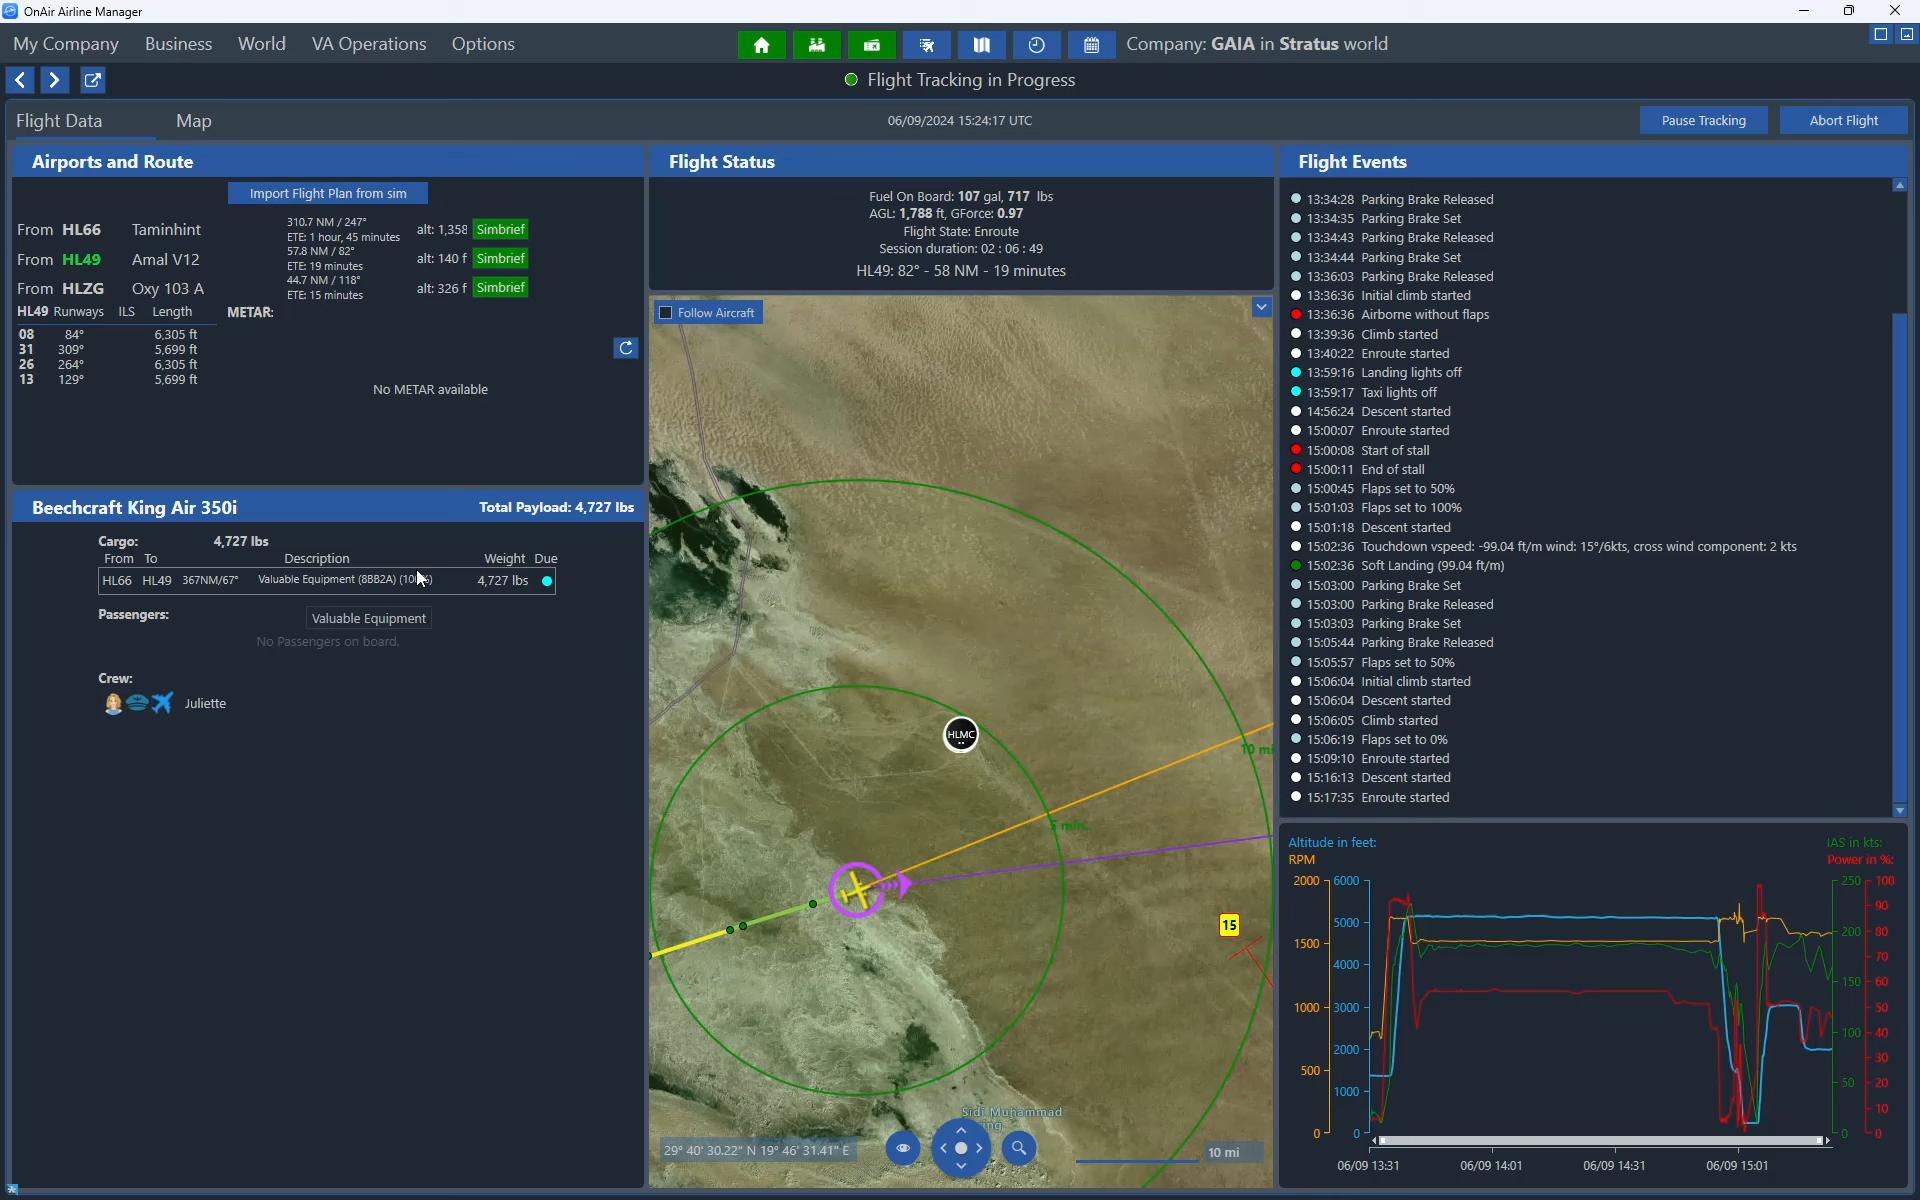 OnAir Airline Manager
My Company Business World VA Operations Options
Company: GAIA in Stratus world
Flight Tracking in Progress
Flight Data Map
06/09/2024 15:24:17 UTC
Pause Tracking Abort Flight
Airports and Route
Import Flight Plan from sim
From HL66 Taminhint 310.7 NM / 247° ETE: 1 hour, 45 minutes alt: 1,358 Simbrief
From HL49 Amal V12 57.8 NM / 82° ETE: 19 minutes alt: 140 f Simbrief
From HLZG Oxy 103 A 44.7 NM / 118° ETE: 15 minutes alt: 326 f Simbrief
HL49 Runways ILS Length METAR:
08 84° 6,305 ft
31 309° 5,699 ft
26 264° 6,305 ft
13 129° 5,699 ft
No METAR available
Beechcraft King Air 350i Total Payload: 4,727 lbs
Cargo: 4,727 lbs
From To Description Weight Due
HL66 HL49 367NM/67° Valuable Equipment (8BB2A) 4,727 lbs
Passengers: Valuable Equipment
No Passengers on board.
Crew:
Juliette
Flight Status
Fuel On Board: 107 gal, 717 lbs
AGL: 1,788 ft, GForce: 0.97
Flight State: Enroute
Session duration: 02 : 06 : 49
HL49: 82° - 58 NM - 19 minutes
Follow Aircraft
HLMC
10 mi
5 min
15
Sidi Muhammad
29° 40' 30.22" N 19° 46' 31.41" E
10 mi
Flight Events
13:34:28 Parking Brake Released
13:34:35 Parking Brake Set
13:34:43 Parking Brake Released
13:34:44 Parking Brake Set
13:36:03 Parking Brake Released
13:36:36 Initial climb started
13:36:36 Airborne without flaps
13:39:36 Climb started
13:40:22 Enroute started
13:59:16 Landing lights off
13:59:17 Taxi lights off
14:56:24 Descent started
15:00:07 Enroute started
15:00:08 Start of stall
15:00:11 End of stall
15:00:45 Flaps set to 50%
15:01:03 Flaps set to 100%
15:01:18 Descent started
15:02:36 Touchdown vspeed: -99.04 ft/m wind: 15°/6kts, cross wind component: 2 kts
15:02:36 Soft Landing (99.04 ft/m)
15:03:00 Parking Brake Set
15:03:00 Parking Brake Released
15:03:03 Parking Brake Set
15:05:44 Parking Brake Released
15:05:57 Flaps set to 50%
15:06:04 Initial climb started
15:06:04 Descent started
15:06:05 Climb started
15:06:19 Flaps set to 0%
15:09:10 Enroute started
15:16:13 Descent started
15:17:35 Enroute started
Altitude in feet: IAS in kts:
RPM Power in %:
2000 6000 250 100
90
5000 200 80
1500 70
4000 150 60
1000 3000 50
100 40
2000 30
500 50 20
1000 10
0 0 0 0
06/09 13:31 06/09 14:01 06/09 14:31 06/09 15:01